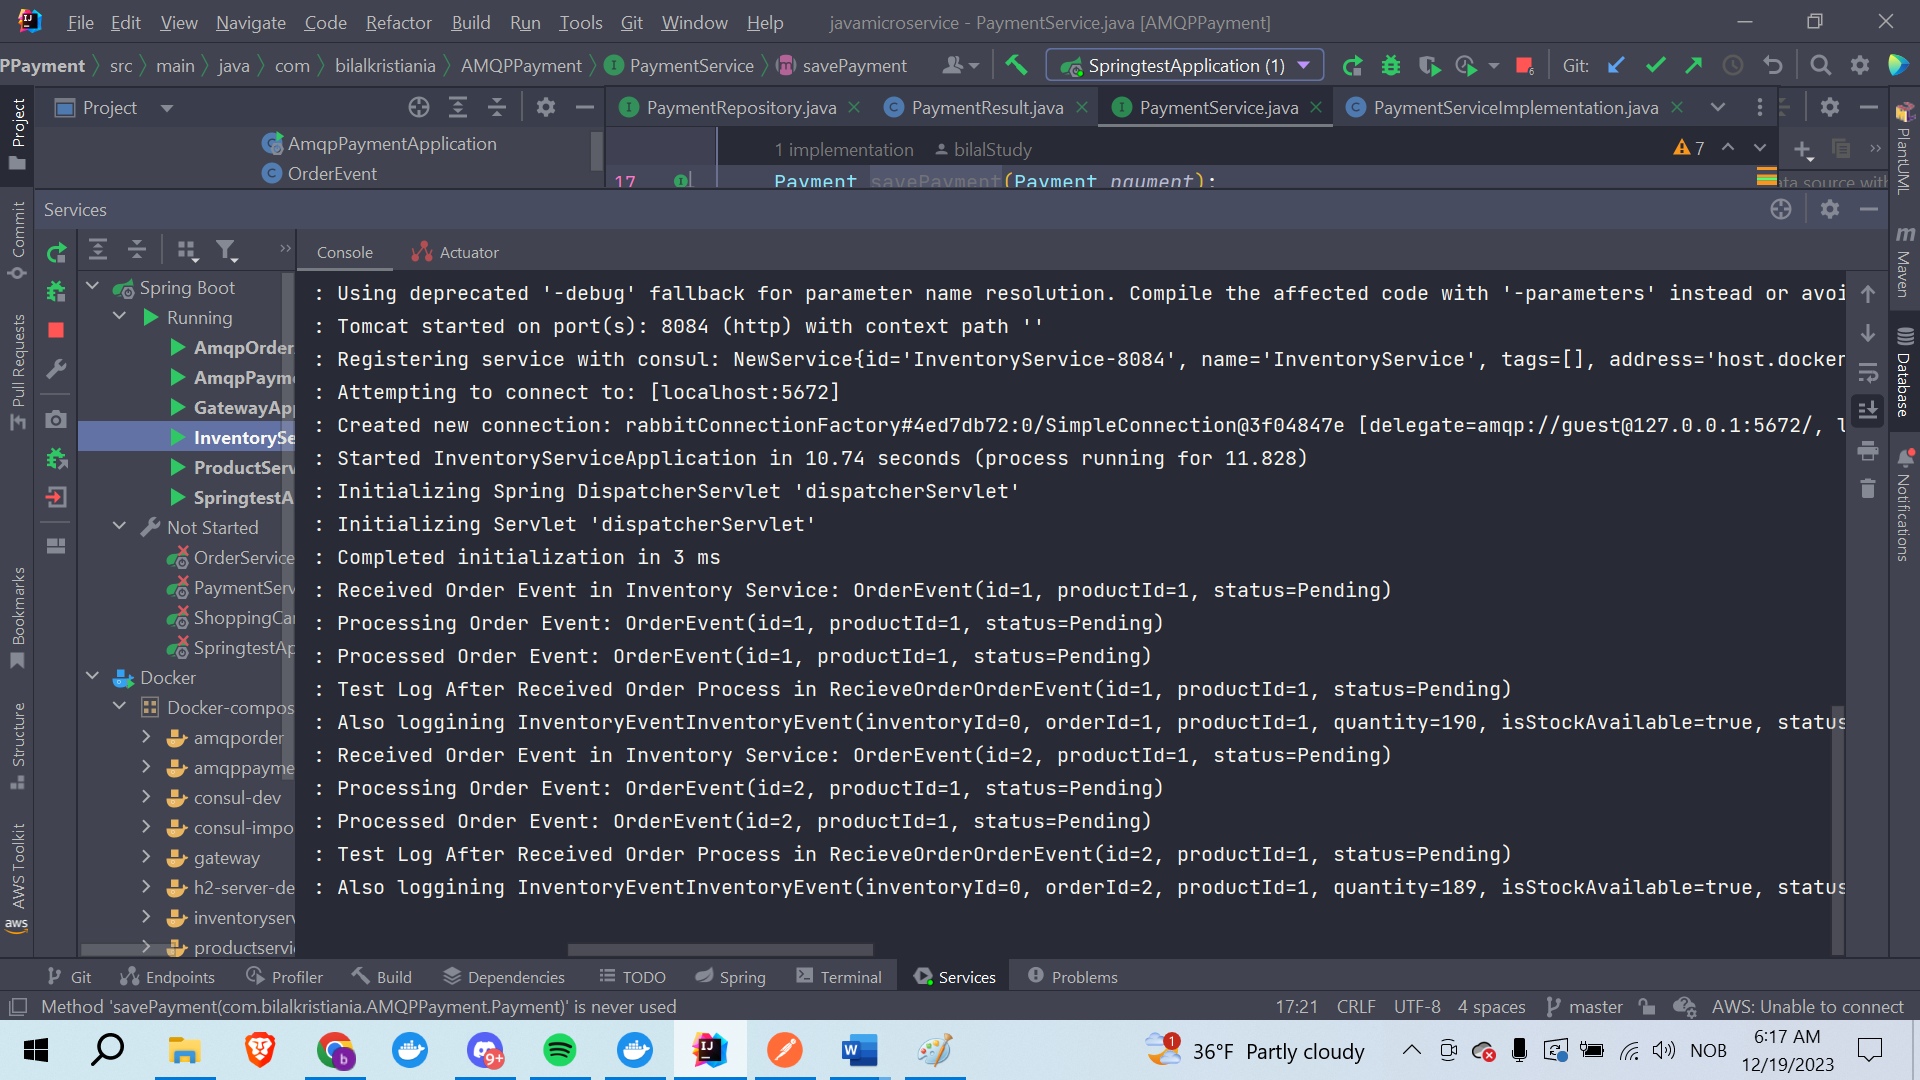 File Edit View Navigate Code Refactor Build Run Tools Git Window Help javamicroservice - PaymentService.java [AMQPPayment]
PPayment src main java com bilalkristiania AMQPPayment PaymentService savePayment SpringtestApplication (1) Git:
Project
PaymentRepository.java PaymentResult.java PaymentService.java PaymentServiceImplementation.java
AmqpPaymentApplication
OrderEvent
1 implementation bilalStudy 7
17 Payment savePayment(Payment payment);
ata source with
Services
Console Actuator
Spring Boot
Running
AmqpOrder
AmqpPaym
GatewayApp
InventorySe
ProductServ
SpringtestA
Not Started
OrderService
PaymentServ
ShoppingCar
SpringtestAp
Docker
Docker-compos
amqporder
amqppayme
consul-dev
consul-impo
gateway
h2-server-de
inventoryserv
productservi
: Using deprecated '-debug' fallback for parameter name resolution. Compile the affected code with '-parameters' instead or avoi
: Tomcat started on port(s): 8084 (http) with context path ''
: Registering service with consul: NewService{id='InventoryService-8084', name='InventoryService', tags=[], address='host.docker
: Attempting to connect to: [localhost:5672]
: Created new connection: rabbitConnectionFactory#4ed7db72:0/SimpleConnection@3f04847e [delegate=amqp://guest@127.0.0.1:5672/, l
: Started InventoryServiceApplication in 10.74 seconds (process running for 11.828)
: Initializing Spring DispatcherServlet 'dispatcherServlet'
: Initializing Servlet 'dispatcherServlet'
: Completed initialization in 3 ms
: Received Order Event in Inventory Service: OrderEvent(id=1, productId=1, status=Pending)
: Processing Order Event: OrderEvent(id=1, productId=1, status=Pending)
: Processed Order Event: OrderEvent(id=1, productId=1, status=Pending)
: Test Log After Received Order Process in RecieveOrderOrderEvent(id=1, productId=1, status=Pending)
: Also loggining InventoryEventInventoryEvent(inventoryId=0, orderId=1, productId=1, quantity=190, isStockAvailable=true, status
: Received Order Event in Inventory Service: OrderEvent(id=2, productId=1, status=Pending)
: Processing Order Event: OrderEvent(id=2, productId=1, status=Pending)
: Processed Order Event: OrderEvent(id=2, productId=1, status=Pending)
: Test Log After Received Order Process in RecieveOrderOrderEvent(id=2, productId=1, status=Pending)
: Also loggining InventoryEventInventoryEvent(inventoryId=0, orderId=2, productId=1, quantity=189, isStockAvailable=true, status
Project
Commit
Pull Requests
Bookmarks
Structure
AWS Toolkit
aws
PlantUML
Maven
Database
Notifications
Git Endpoints Profiler Build Dependencies TODO Spring Terminal Services Problems
Method 'savePayment(com.bilalkristiania.AMQPPayment.Payment)' is never used 17:21 CRLF UTF-8 4 spaces master AWS: Unable to connect
36°F Partly cloudy NOB 6:17 AM
12/19/2023